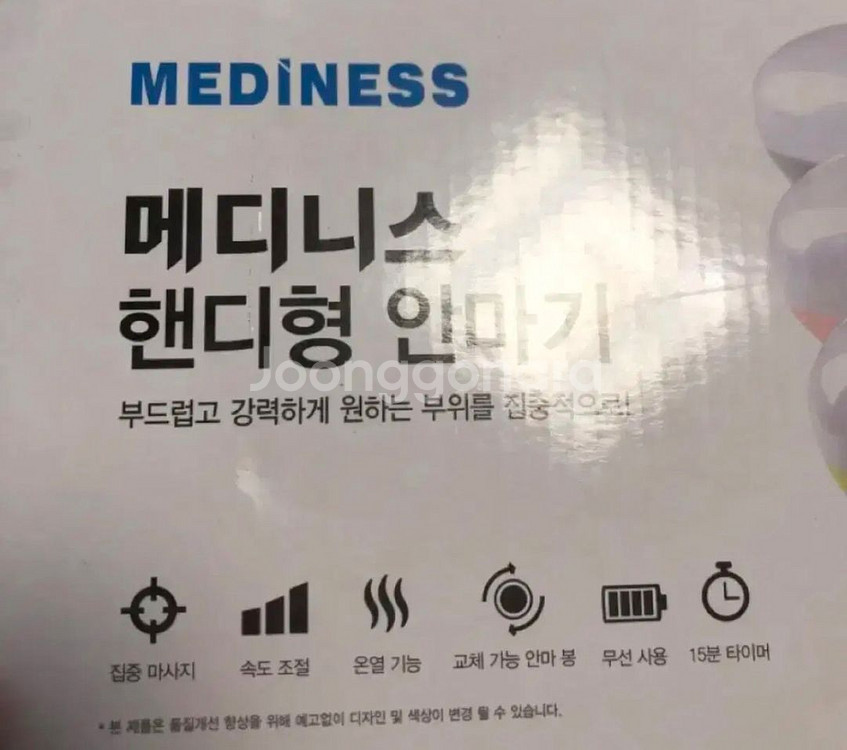 MEDiNESS
메디니스
핸디형 안마기
Joonggonara
부드럽고 강력하게 원하는 부위를 집중적으로!
집중 마사지 속도 조절 온열 기능 교체 가능 안마 봉 무선 사용 15분 타이머
* 본 제품은 품질개선 향상을 위해 예고없이 디자인 및 색상이 변경 될 수 있습니다.